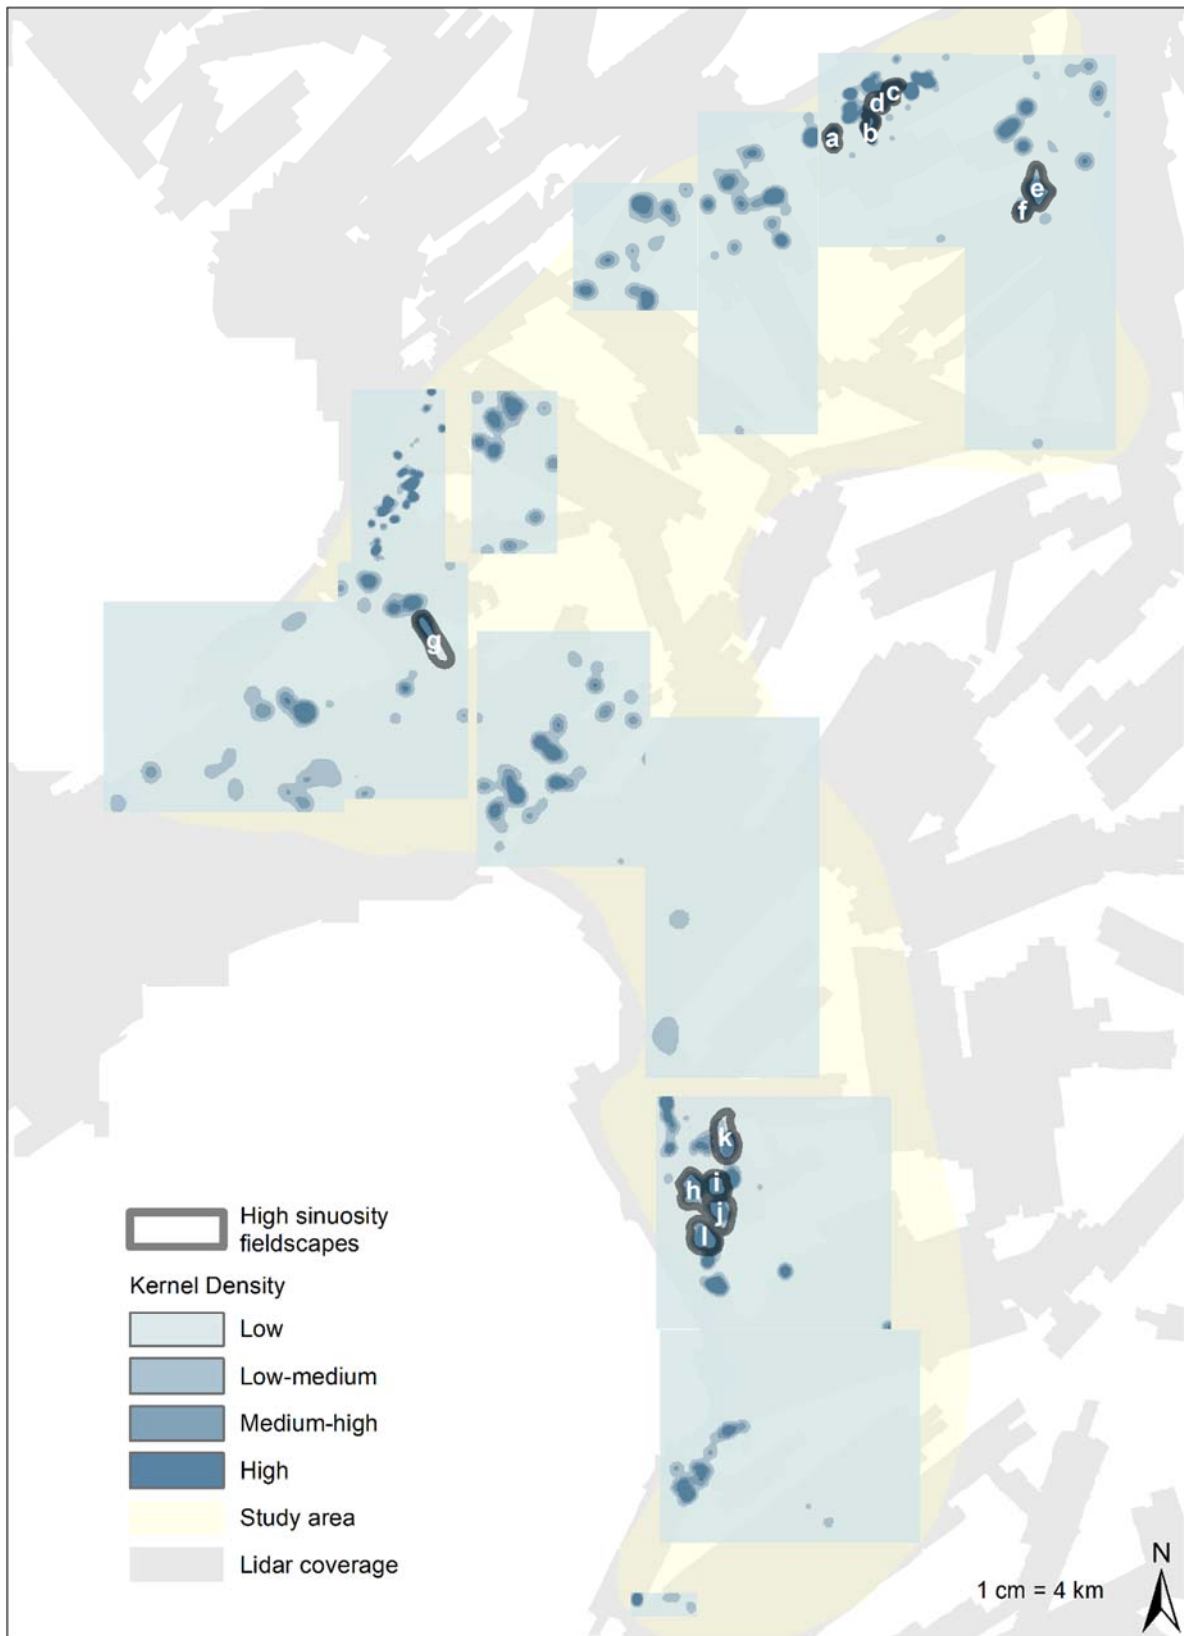 c
d
b
a
e
f
g
k
i
h
j
l
High sinuosity
fieldscapes
Kernel Density
Low
Low-medium
Medium-high
High
Study area
Lidar coverage
N
1 cm = 4 km